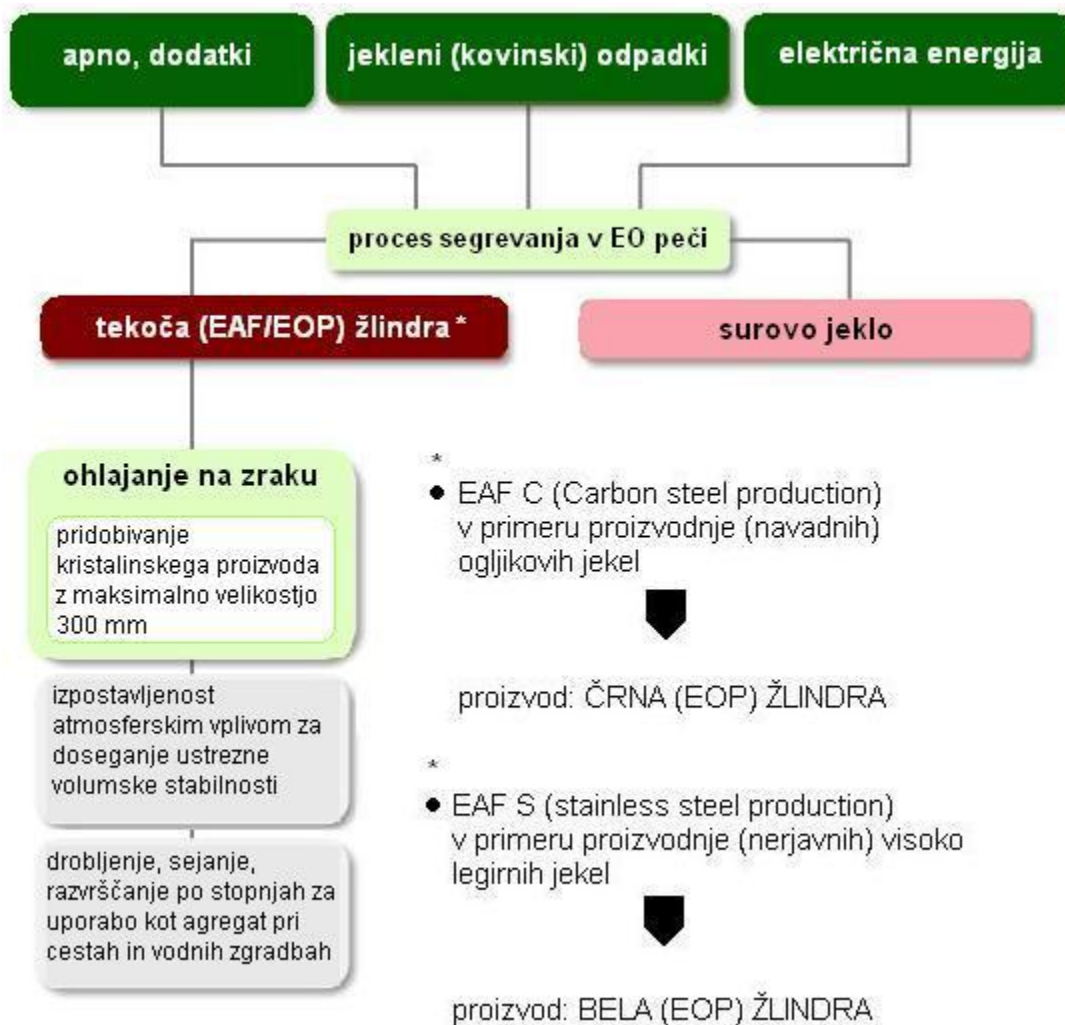 apno, dodatki
jekleni (kovinski) odpadki
električna energija
proces segrevanja v EO peči
tekoča (EAF/EOP) žlindra *
surovo jeklo
ohlajanje na zraku
pridobivanje
kristalinskega proizvoda
z maksimalno velikostjo
300 mm
izpostavljenost
atmosferskim vplivom za
doseganje ustrezne
volumske stabilnosti
drobljenje, sejanje,
razvrščanje po stopnjah za
uporabo kot agregat pri
cestah in vodnih zgradbah
*
● EAF C (Carbon steel production)
v primeru proizvodnje (navadnih)
ogljikovih jekel
proizvod: ČRNA (EOP) ŽLINDRA
*
● EAF S (stainless steel production)
v primeru proizvodnje (nerjavnih) visoko
legirnih jekel
proizvod: BELA (EOP) ŽLINDRA